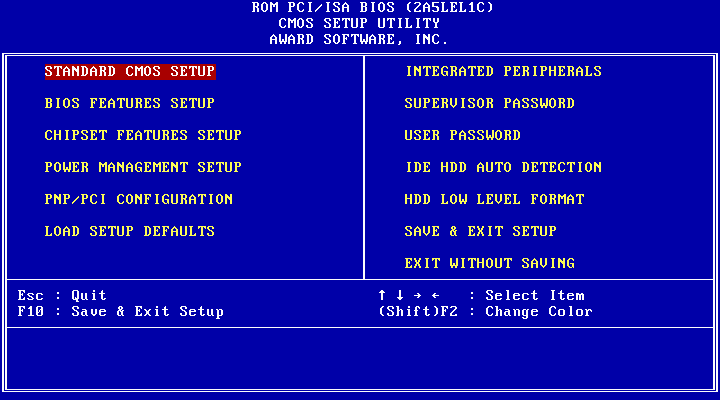 ROM PCI/ISA BIOS (2A5LEL1C)
CMOS SETUP UTILITY
AWARD SOFTWARE, INC.
STANDARD CMOS SETUP
BIOS FEATURES SETUP
CHIPSET FEATURES SETUP
POWER MANAGEMENT SETUP
PNP/PCI CONFIGURATION
LOAD SETUP DEFAULTS
INTEGRATED PERIPHERALS
SUPERVISOR PASSWORD
USER PASSWORD
IDE HDD AUTO DETECTION
HDD LOW LEVEL FORMAT
SAVE & EXIT SETUP
EXIT WITHOUT SAVING
Esc : Quit
F10 : Save & Exit Setup
↑ ↓ → ← : Select Item
(Shift)F2 : Change Color